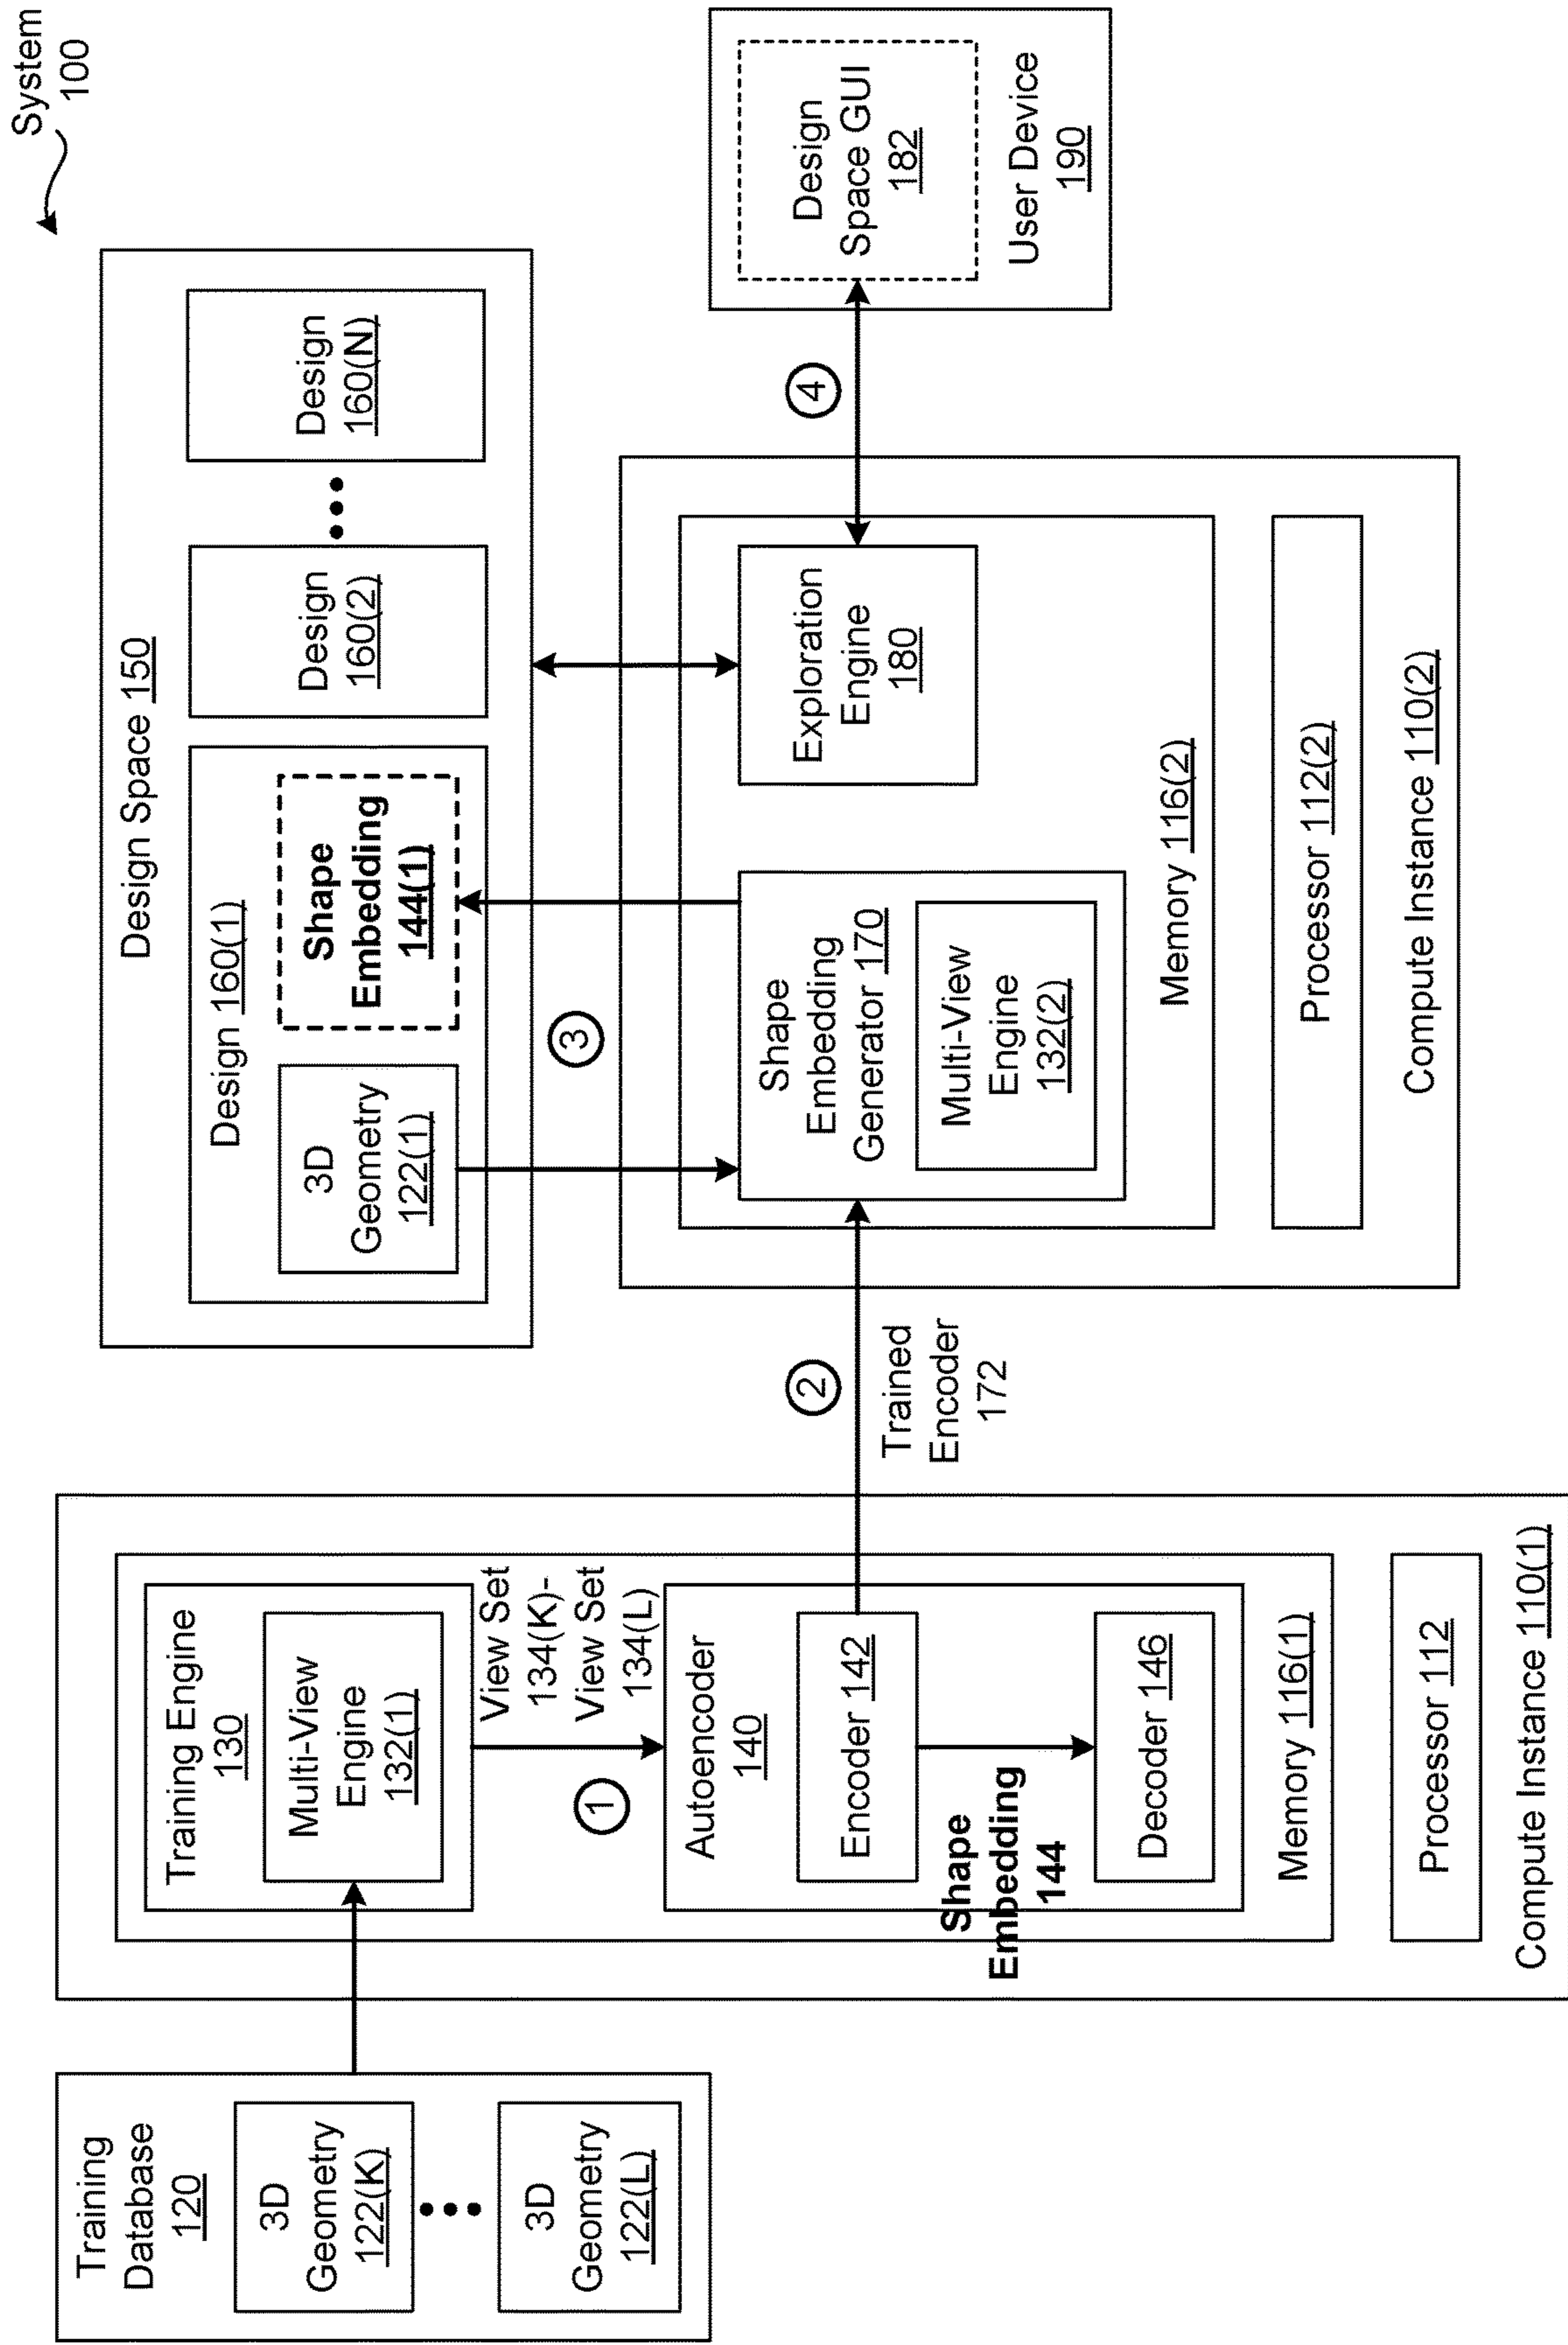 System
100
Training
Database
120
3D
Geometry
122(K)
3D
Geometry
122(L)
Training Engine
130
Multi-View
Engine
132(1)
View Set
134(K)-
View Set
134(L)
1
Autoencoder
140
Encoder 142
Shape
Embedding
144
Decoder 146
Memory 116(1)
Processor 112
Compute Instance 110(1)
2
Trained
Encoder
172
Design Space 150
Design 160(1)
3D
Geometry
122(1)
Shape
Embedding
144(1)
Design
160(2)
Design
160(N)
3
Shape
Embedding
Generator 170
Multi-View
Engine
132(2)
Exploration
Engine
180
Memory 116(2)
Processor 112(2)
Compute Instance 110(2)
4
Design
Space GUI
182
User Device
190